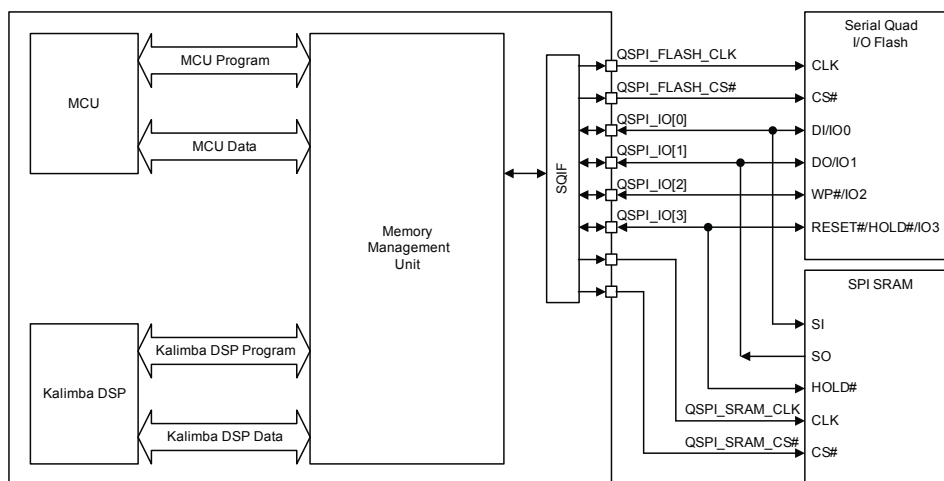 MCU
MCU Program
MCU Data
Kalimba DSP
Kalimba DSP Program
Kalimba DSP Data
Memory
Management
Unit
SQIF
QSPI_FLASH_CLK
QSPI_FLASH_CS#
QSPI_IO[0]
QSPI_IO[1]
QSPI_IO[2]
QSPI_IO[3]
QSPI_SRAM_CLK
QSPI_SRAM_CS#
Serial Quad
I/O Flash
CLK
CS#
DI/IO0
DO/IO1
WP#/IO2
RESET#/HOLD#/IO3
SPI SRAM
SI
SO
HOLD#
CLK
CS#